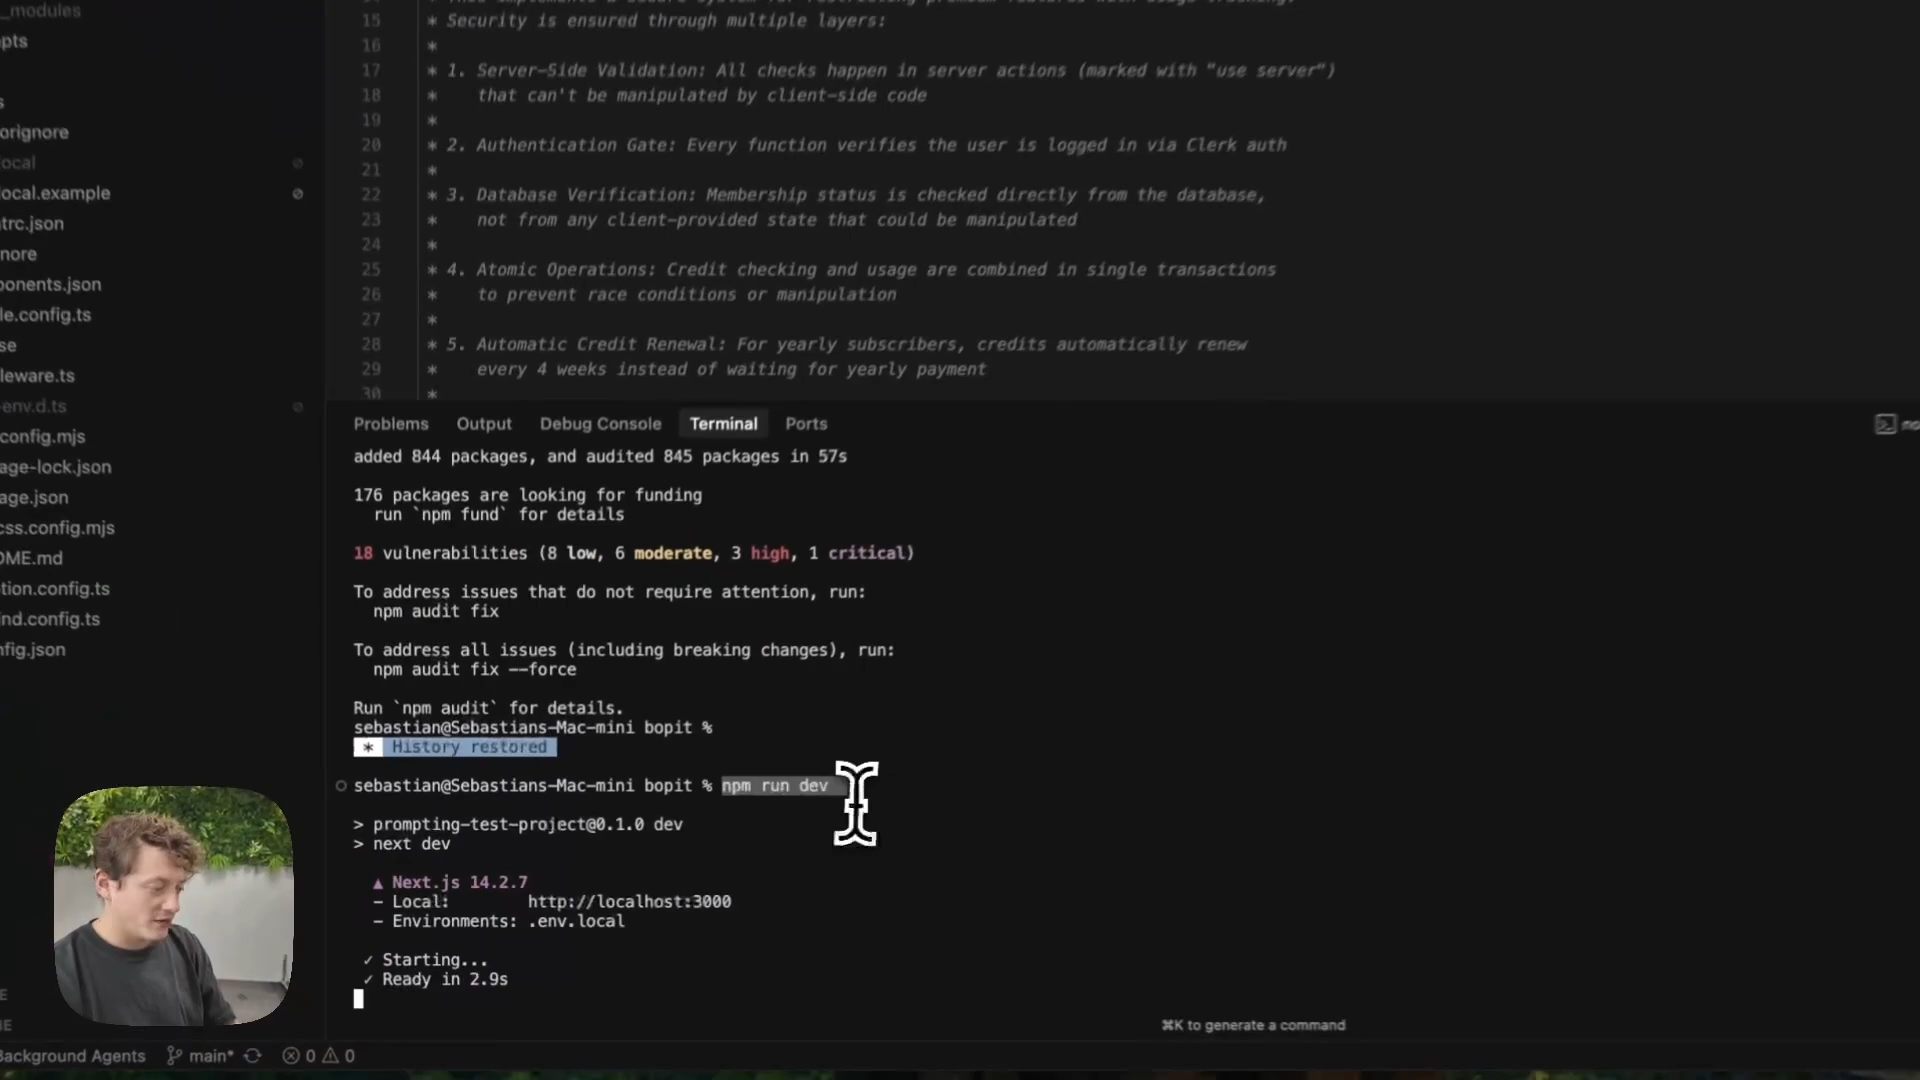 _modules
pts
s
orignore
ocal
ocal.example
trc.json
nore
onents.json
le.config.ts
se
leware.ts
-env.d.ts
config.mjs
age-lock.json
age.json
css.config.mjs
OME.md
tion.config.ts
ind.config.ts
nfig.json
E
E
15 * Security is ensured through multiple layers:
16 *
17 * 1. Server-Side Validation: All checks happen in server actions (marked with "use server")
18 * that can't be manipulated by client-side code
19 *
20 * 2. Authentication Gate: Every function verifies the user is logged in via Clerk auth
21 *
22 * 3. Database Verification: Membership status is checked directly from the database,
23 * not from any client-provided state that could be manipulated
24 *
25 * 4. Atomic Operations: Credit checking and usage are combined in single transactions
26 * to prevent race conditions or manipulation
27 *
28 * 5. Automatic Credit Renewal: For yearly subscribers, credits automatically renew
29 * every 4 weeks instead of waiting for yearly payment
30 *
Problems Output Debug Console Terminal Ports
added 844 packages, and audited 845 packages in 57s
176 packages are looking for funding
run `npm fund` for details
18 vulnerabilities (8 low, 6 moderate, 3 high, 1 critical)
To address issues that do not require attention, run:
npm audit fix
To address all issues (including breaking changes), run:
npm audit fix --force
Run `npm audit` for details.
sebastian@Sebastians-Mac-mini bopit %
* History restored
sebastian@Sebastians-Mac-mini bopit % npm run dev
> prompting-test-project@0.1.0 dev
> next dev
▲ Next.js 14.2.7
- Local: http://localhost:3000
- Environments: .env.local
✓ Starting...
✓ Ready in 2.9s
⌘K to generate a command
Background Agents main* 0 0